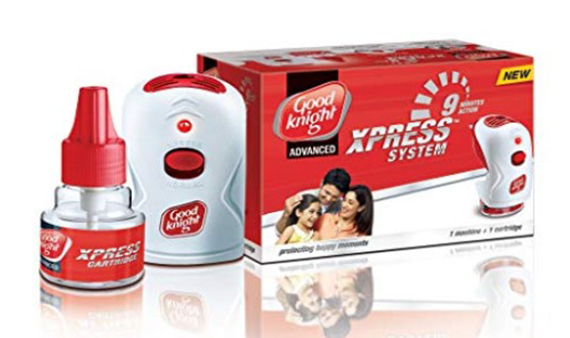 Good
knight
ADVANCED
9 MINUTES
ACTION
XPRESS
SYSTEM
NEW
protecting happy moments
1 machine + 1 cartridge
Good
knight
Good
knight
XPRESS
CARTRIDGE